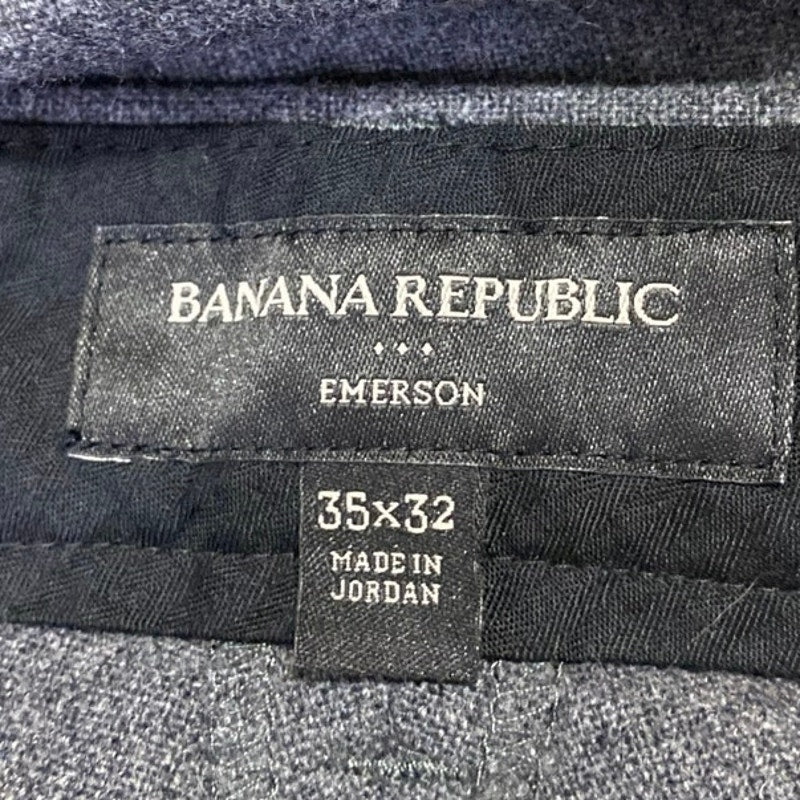 BANANA REPUBLIC
EMERSON
35x32
MADE IN
JORDAN